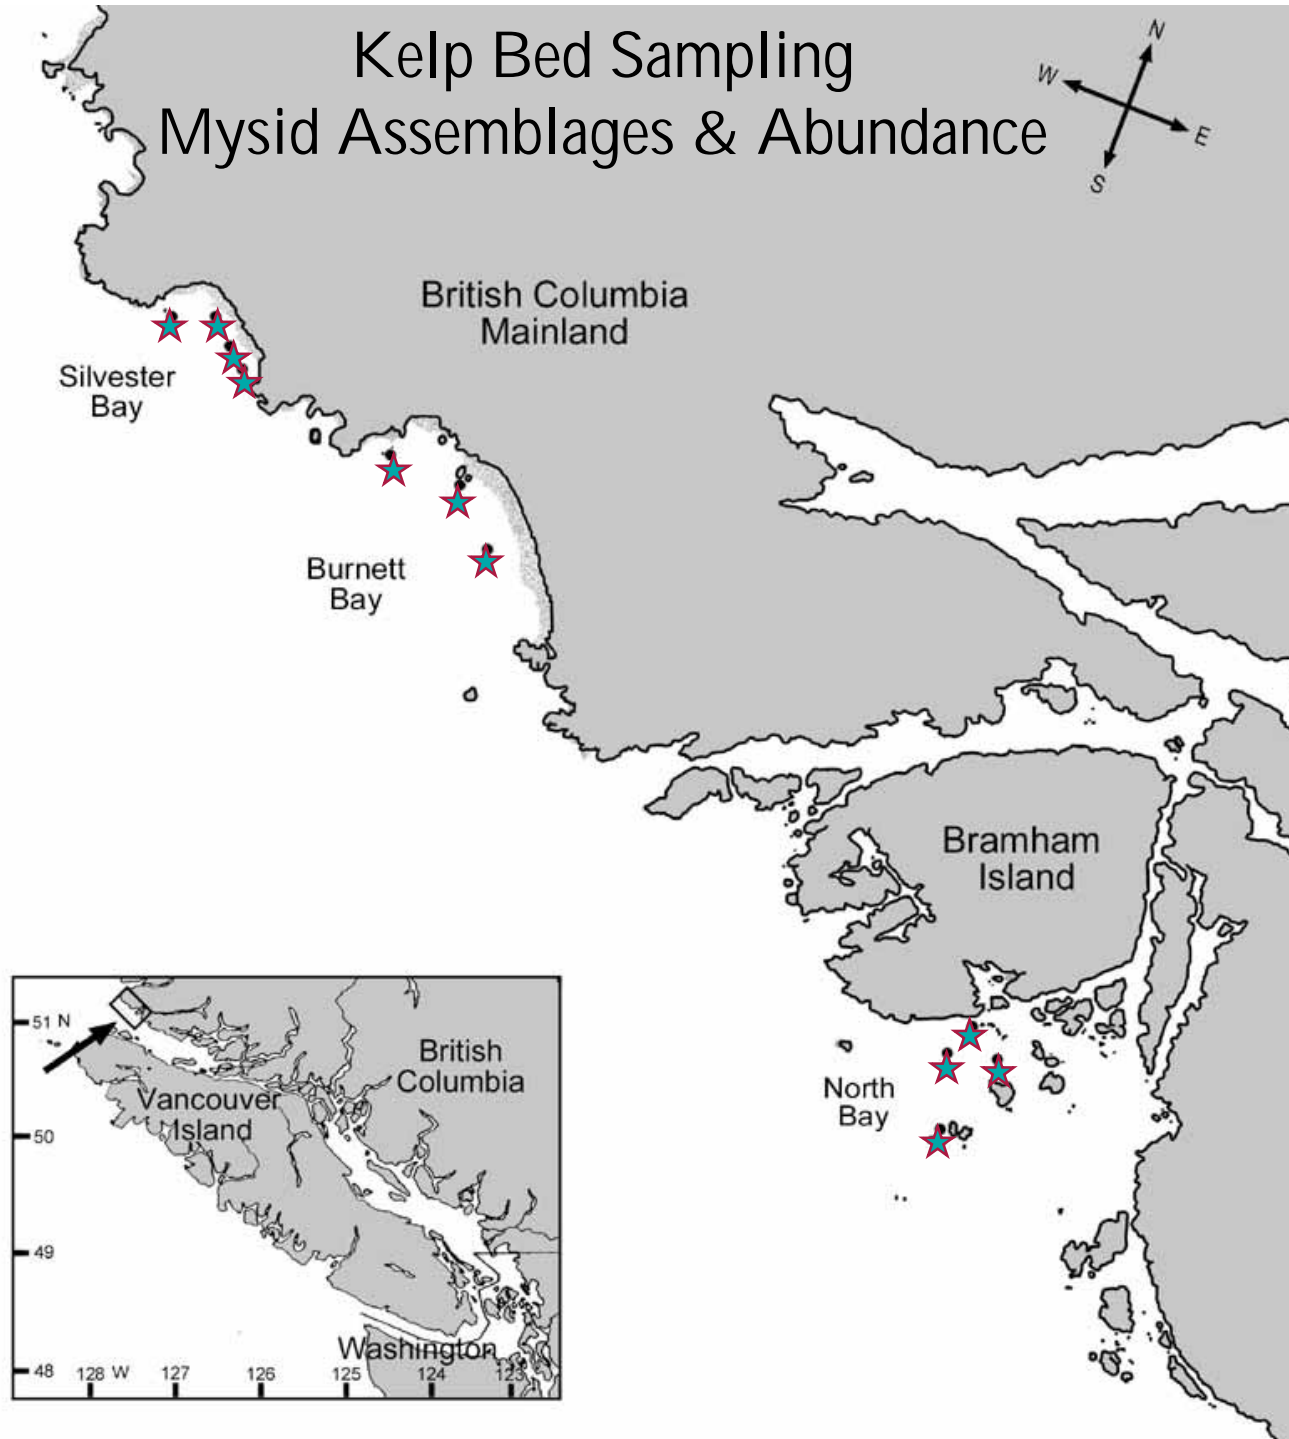 Kelp Bed Sampling
Mysid Assemblages & Abundance
N
W
E
S
British Columbia
Mainland
Silvester
Bay
Burnett
Bay
Bramham
Island
North
Bay
51 N
50
49
48
British
Columbia
Vancouver
Island
Washington
128 W 127 126 125 124 123